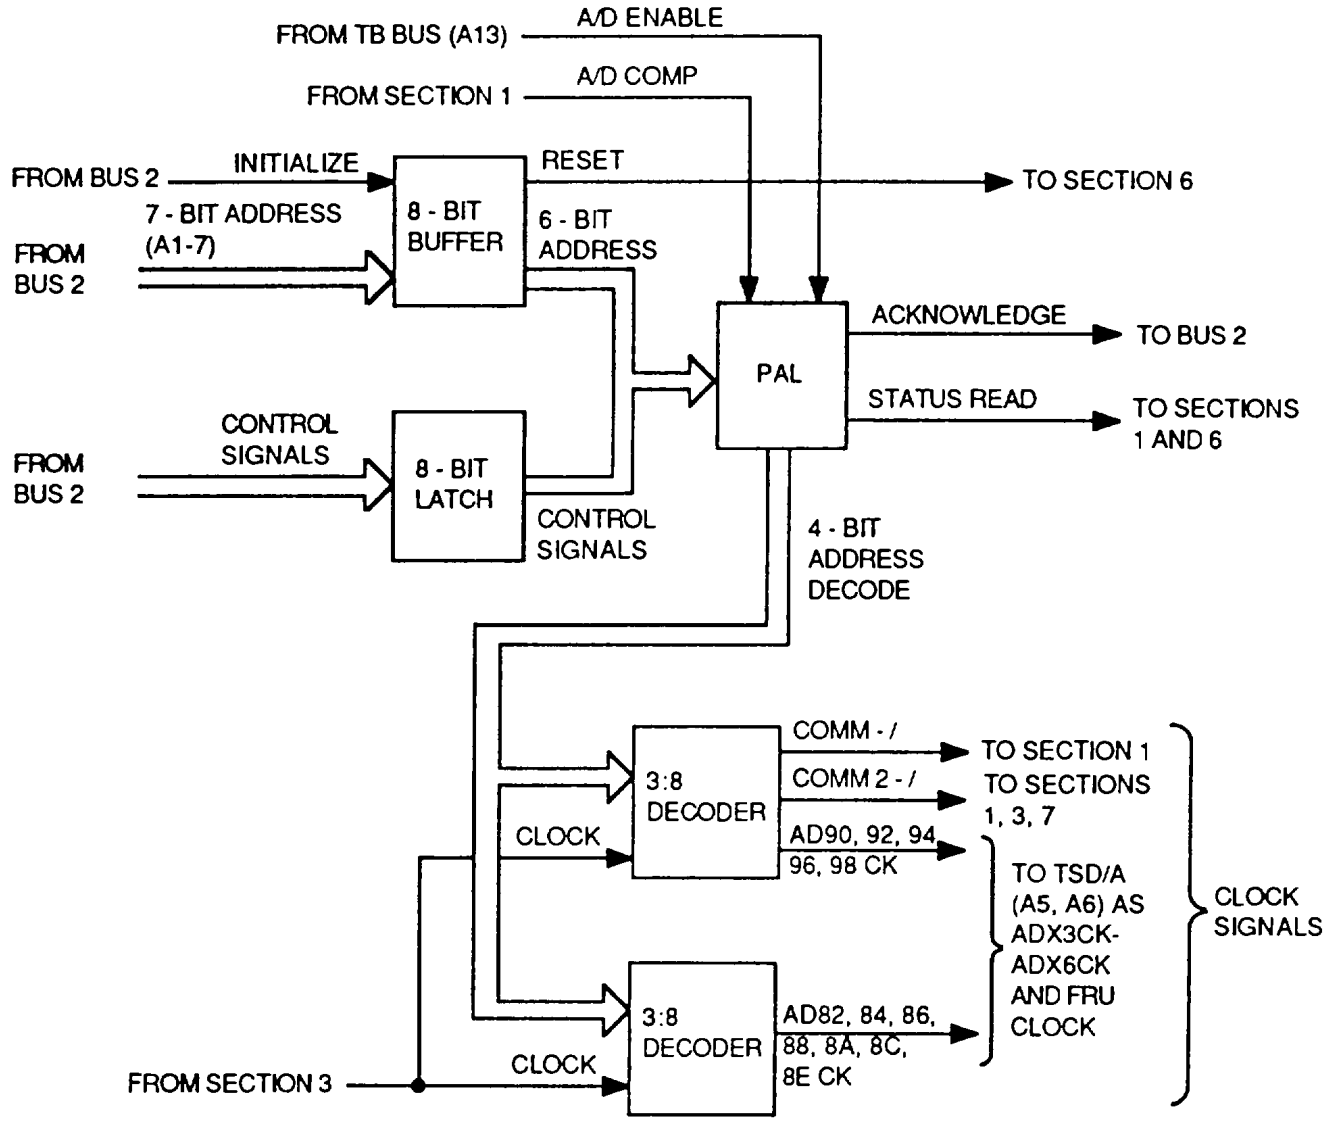 A/D ENABLE
FROM TB BUS (A13)
A/D COMP
FROM SECTION 1
INITIALIZE
FROM BUS 2
RESET
TO SECTION 6
7 - BIT ADDRESS
(A1-7)
FROM
BUS 2
8 - BIT
BUFFER
6 - BIT
ADDRESS
PAL
ACKNOWLEDGE
TO BUS 2
STATUS READ
TO SECTIONS
1 AND 6
CONTROL
SIGNALS
FROM
BUS 2
8 - BIT
LATCH
CONTROL
SIGNALS
4 - BIT
ADDRESS
DECODE
3:8
DECODER
CLOCK
COMM - /
TO SECTION 1
COMM 2 - /
TO SECTIONS
1, 3, 7
AD90, 92, 94
96, 98 CK
TO TSD/A
(A5, A6) AS
ADX3CK-
ADX6CK
AND FRU
CLOCK
CLOCK
SIGNALS
3:8
DECODER
AD82, 84, 86,
88, 8A, 8C,
8E CK
CLOCK
FROM SECTION 3